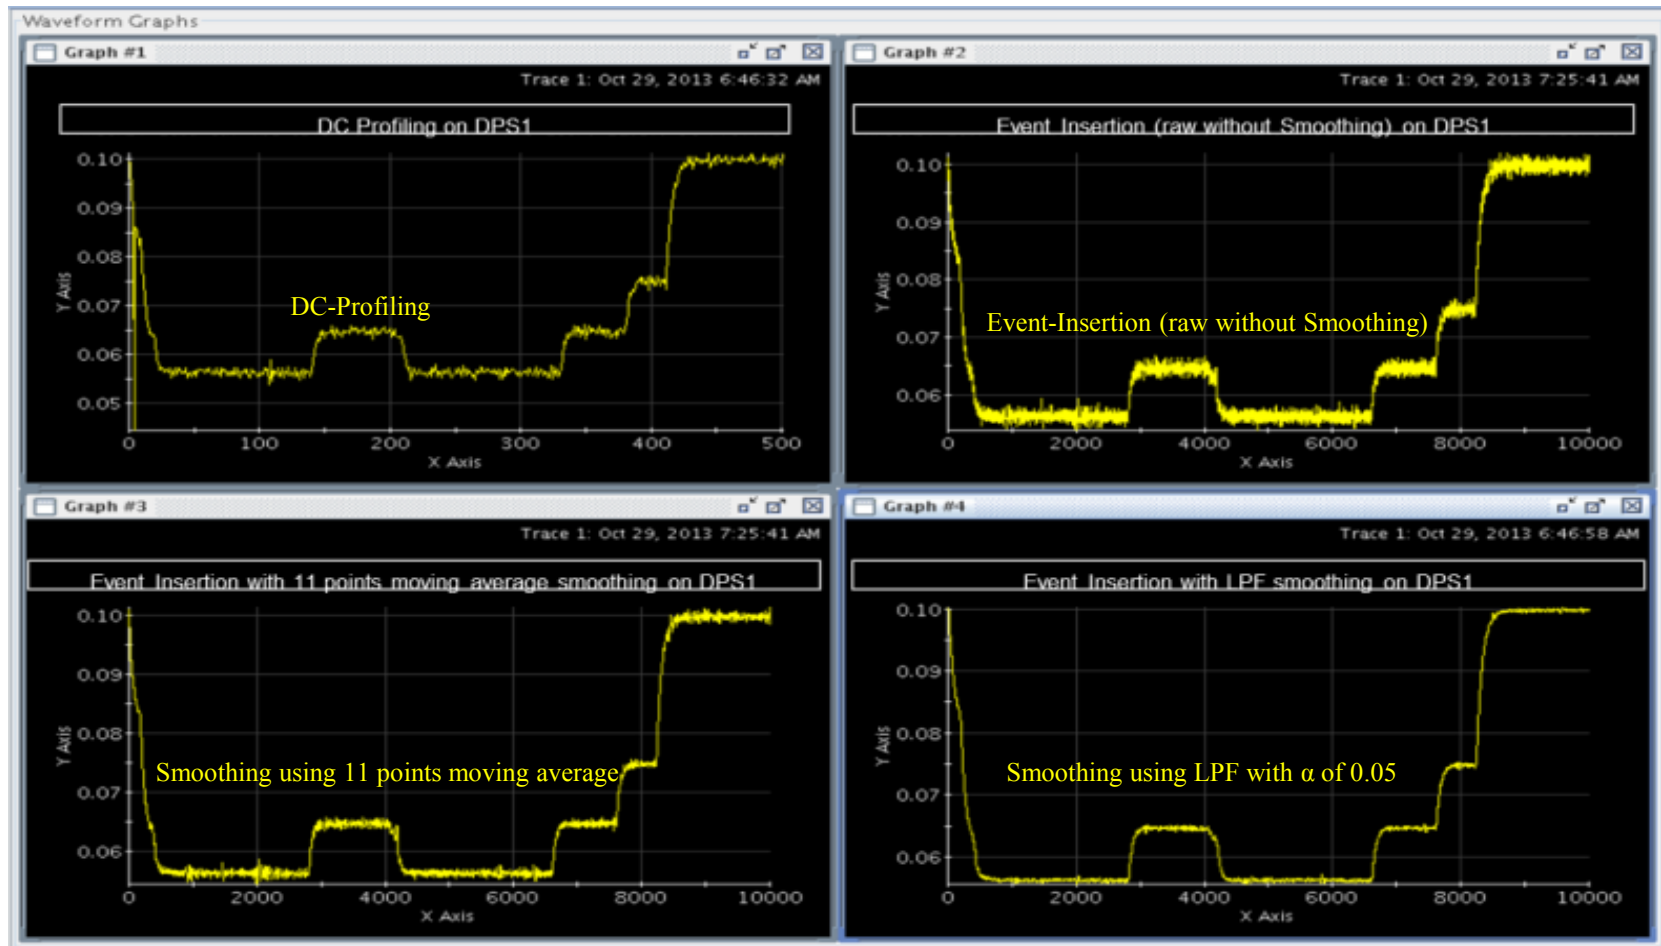 Waveform Graphs
Graph #1
Trace 1: Oct 29, 2013 6:46:32 AM
DC Profiling on DPS1
0.10
0.09
0.08
0.07
0.06
0.05
Y Axis
DC-Profiling
0 100 200 300 400 500
X Axis
Graph #2
Trace 1: Oct 29, 2013 7:25:41 AM
Event Insertion (raw without Smoothing) on DPS1
0.10
0.09
0.08
0.07
0.06
Y Axis
Event-Insertion (raw without Smoothing)
0 2000 4000 6000 8000 10000
X Axis
Graph #3
Trace 1: Oct 29, 2013 7:25:41 AM
Event Insertion with 11 points moving average smoothing on DPS1
0.10
0.09
0.08
0.07
0.06
Y Axis
Smoothing using 11 points moving average
0 2000 4000 6000 8000 10000
X Axis
Graph #4
Trace 1: Oct 29, 2013 6:46:58 AM
Event Insertion with LPF smoothing on DPS1
0.10
0.09
0.08
0.07
0.06
Y Axis
Smoothing using LPF with α of 0.05
0 2000 4000 6000 8000 10000
X Axis